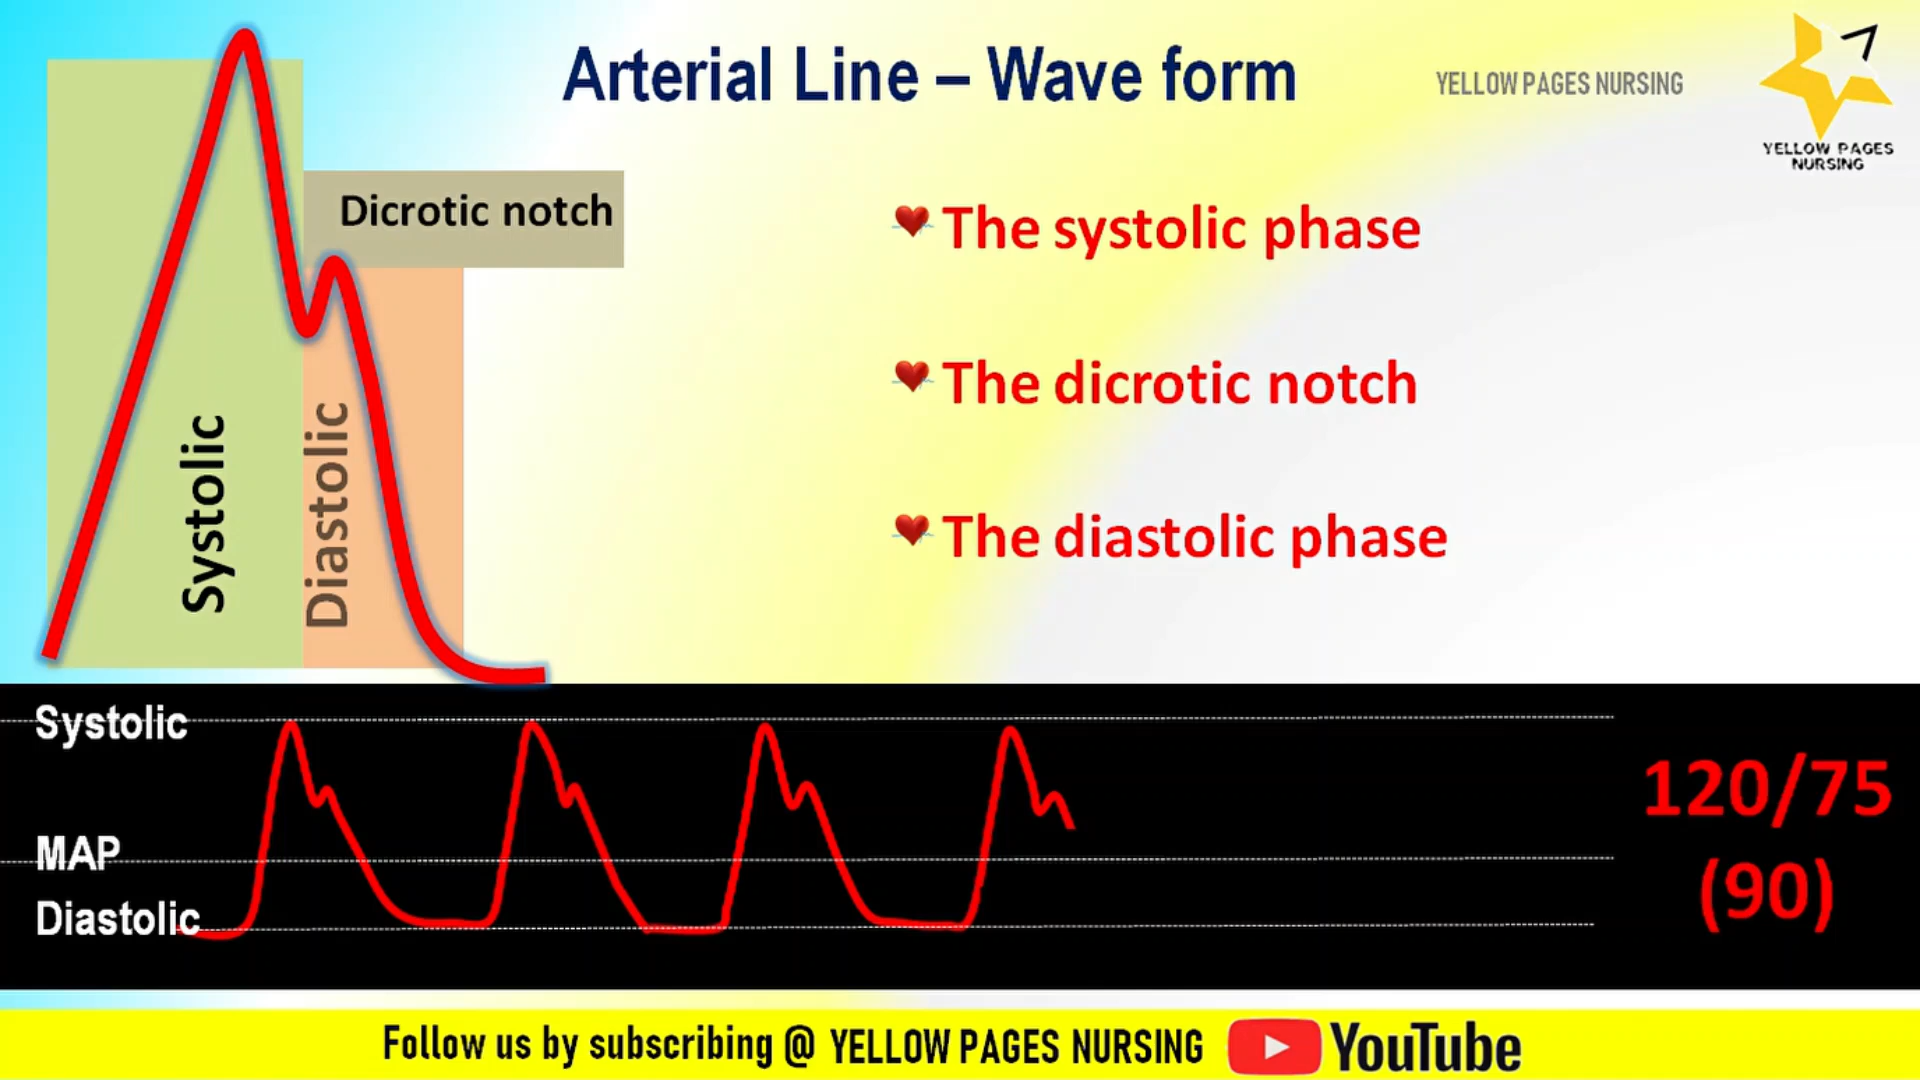 Arterial Line – Wave form
YELLOW PAGES NURSING
YELLOW PAGES
NURSING
Dicrotic notch
Systolic
Diastolic
The systolic phase
The dicrotic notch
The diastolic phase
Systolic
MAP
Diastolic
120/75
(90)
Follow us by subscribing @ YELLOW PAGES NURSING YouTube